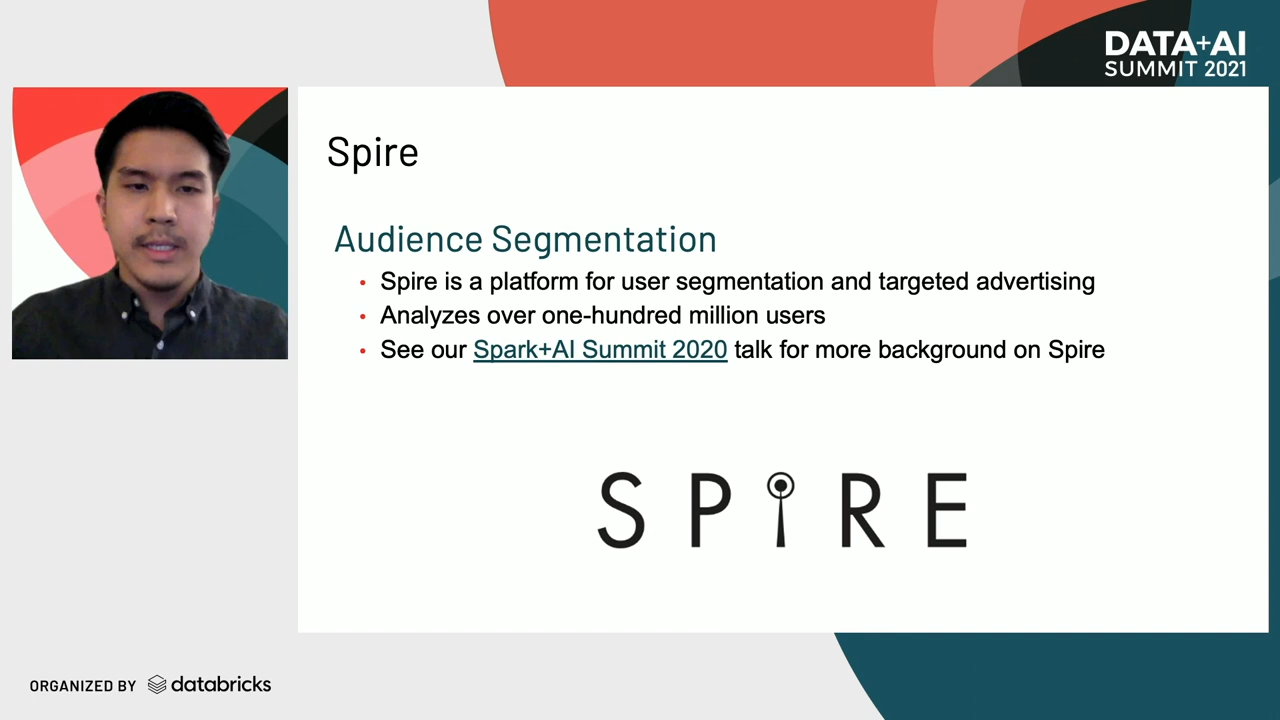 DATA+AI
SUMMIT 2021
Spire
Audience Segmentation
• Spire is a platform for user segmentation and targeted advertising
• Analyzes over one-hundred million users
• See our Spark+AI Summit 2020 talk for more background on Spire
SPIRE
ORGANIZED BY databricks